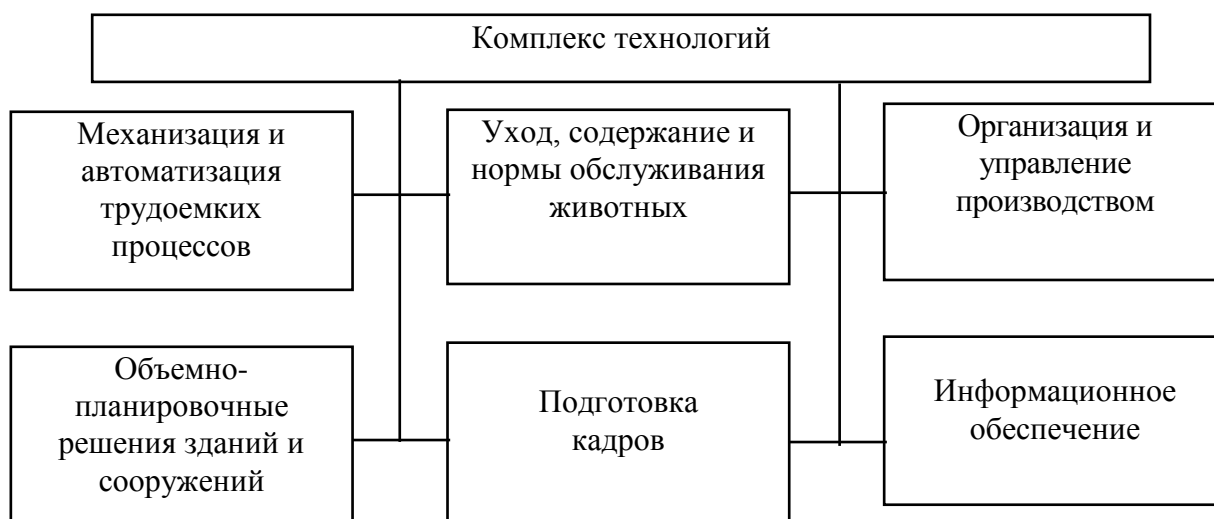 Комплекс технологий
Механизация и
автоматизация
трудоемких
процессов
Уход, содержание и
нормы обслуживания
животных
Организация и
управление
производством
Объемно-
планировочные
решения зданий и
сооружений
Подготовка
кадров
Информационное
обеспечение